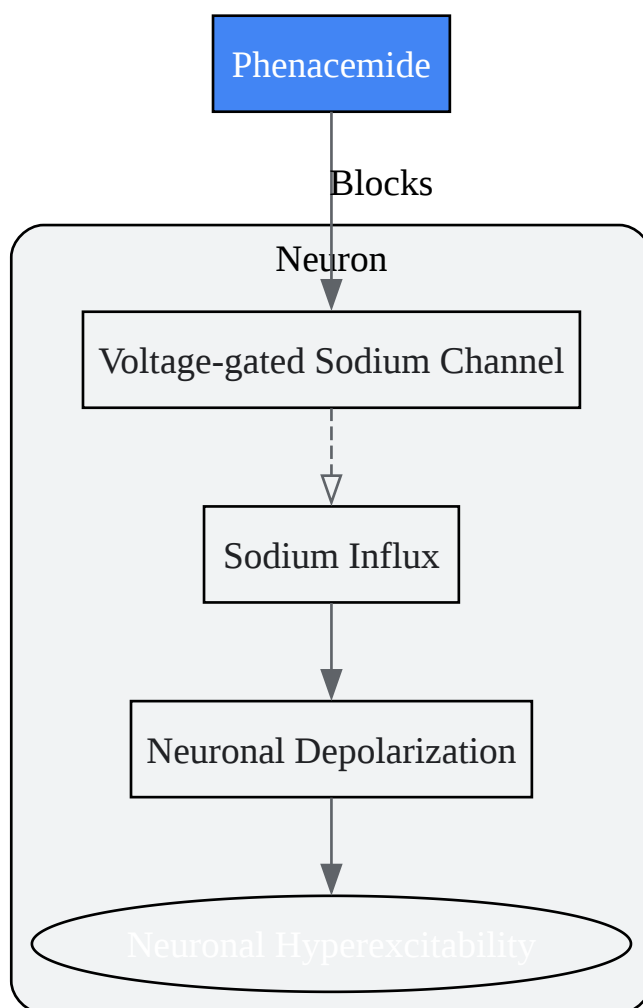 Phenacemide
Blocks
Neuron
Voltage-gated Sodium Channel
Sodium Influx
Neuronal Depolarization
Neuronal Hyperexcitability